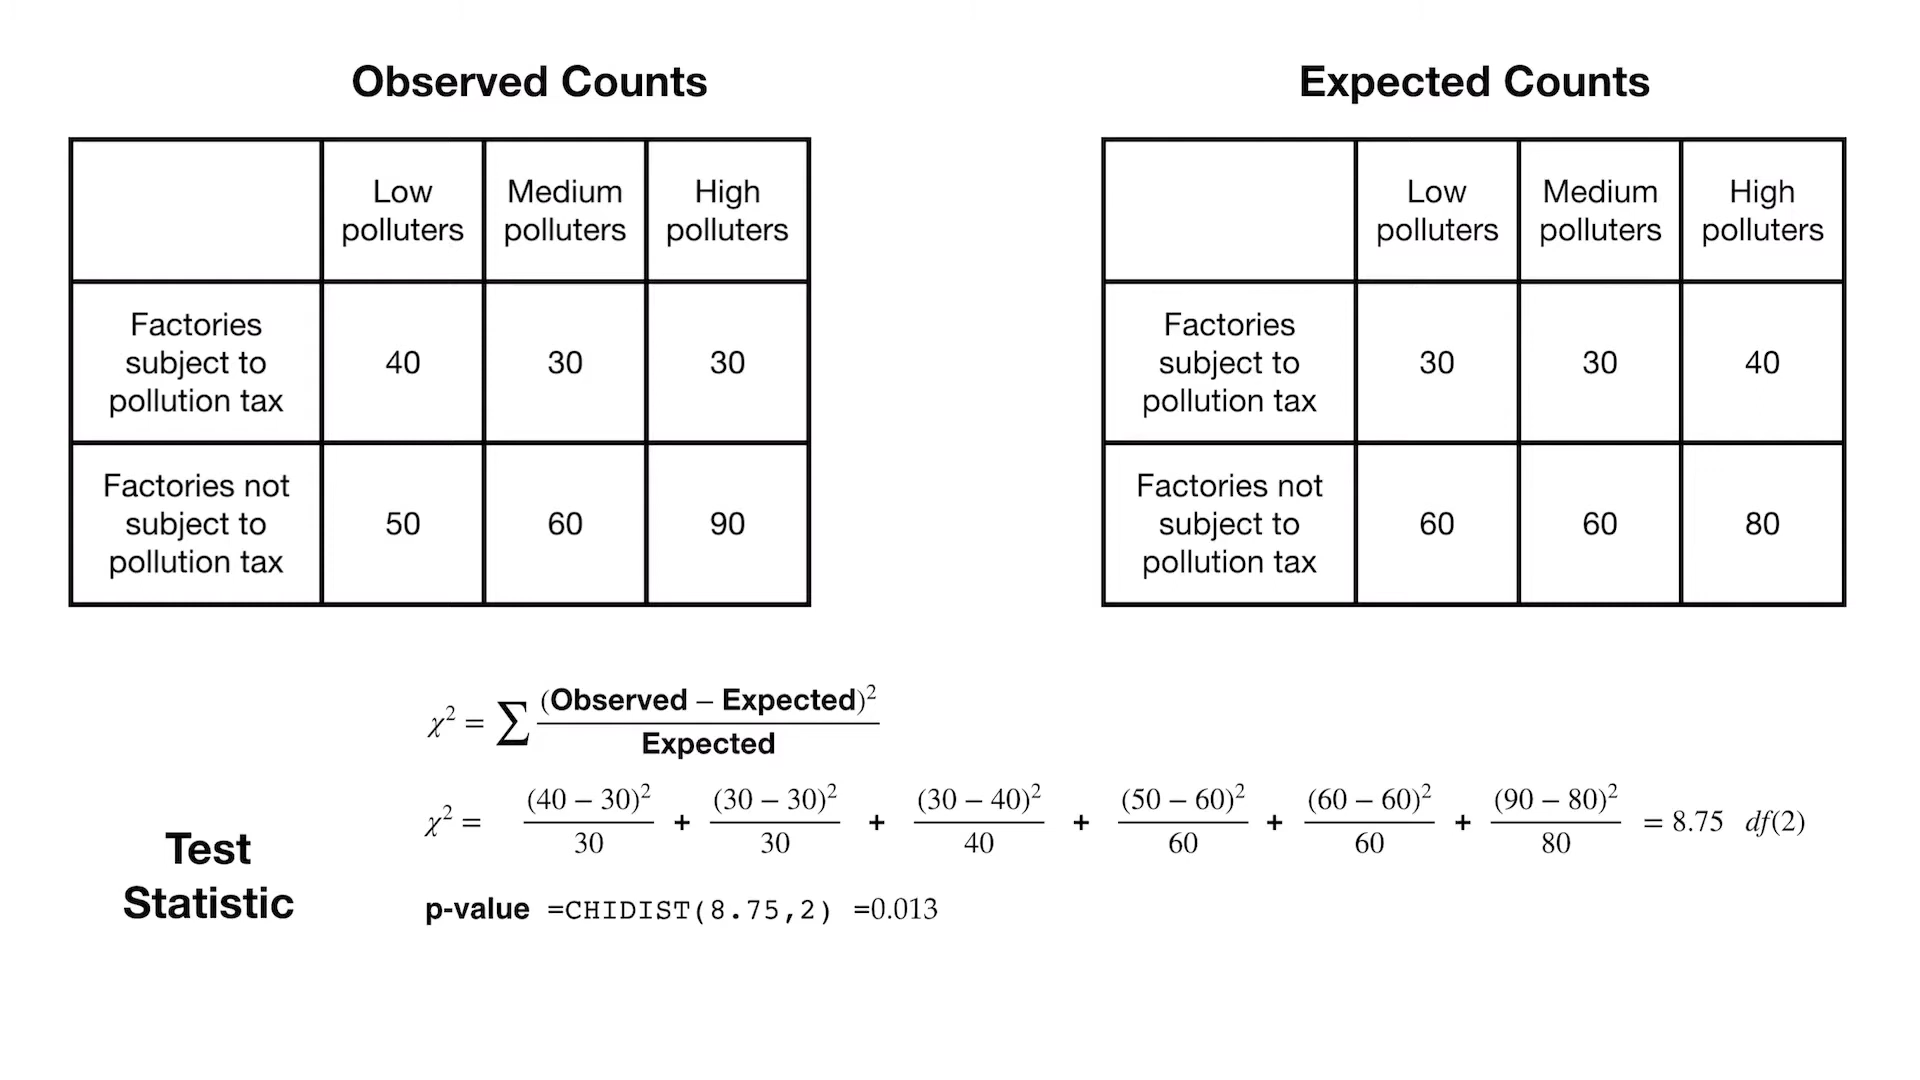 Observed Counts
Expected Counts
Low polluters
Medium polluters
High polluters
Factories subject to pollution tax
40
30
30
Factories not subject to pollution tax
50
60
90
Low polluters
Medium polluters
High polluters
Factories subject to pollution tax
30
30
40
Factories not subject to pollution tax
60
60
80
χ² = ∑ (Observed – Expected)² / Expected
χ² = (40 – 30)² / 30 + (30 – 30)² / 30 + (30 – 40)² / 40 + (50 – 60)² / 60 + (60 – 60)² / 60 + (90 – 80)² / 80 = 8.75 df(2)
Test
Statistic
p-value =CHIDIST(8.75,2) =0.013